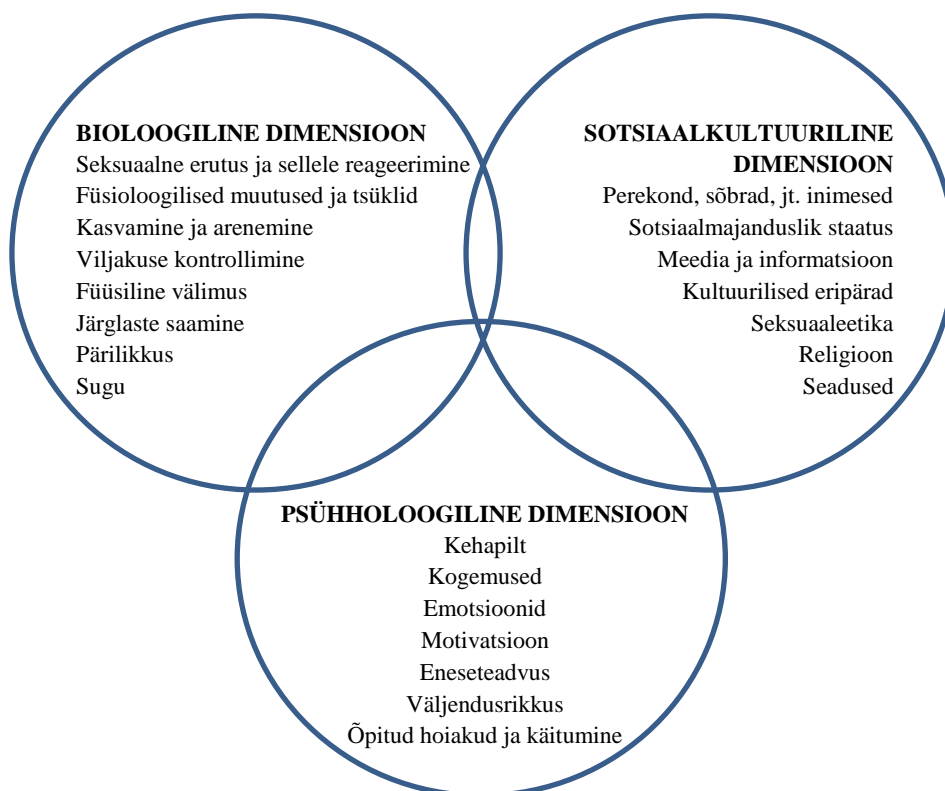 BIOLOOGILINE DIMENSIOON
Seksuaalne erutus ja sellele reageerimine
Füsioloogilised muutused ja tsüklid
Kasvamine ja arenemine
Viljakuse kontrollimine
Füüsiline välimus
Järglaste saamine
Pärilikkus
Sugu
SOTSIAALKULTUURILINE
DIMENSIOON
Perekond, sõbrad, jt. inimesed
Sotsiaalmajanduslik staatus
Meedia ja informatsioon
Kultuurilised eripärad
Seksuaaleetika
Religioon
Seadused
PSÜHHOLOOGILINE DIMENSIOON
Kehapilt
Kogemused
Emotsioonid
Motivatsioon
Eneseteadvus
Väljendusrikkus
Õpitud hoiakud ja käitumine